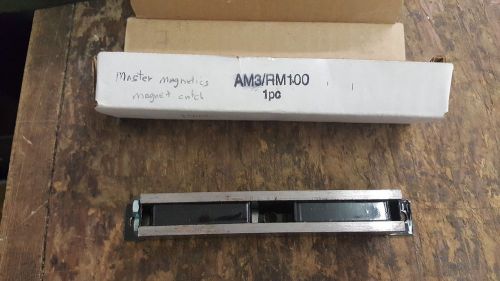 Master Magnetics
magnet catch
AM3/RM100
1pc